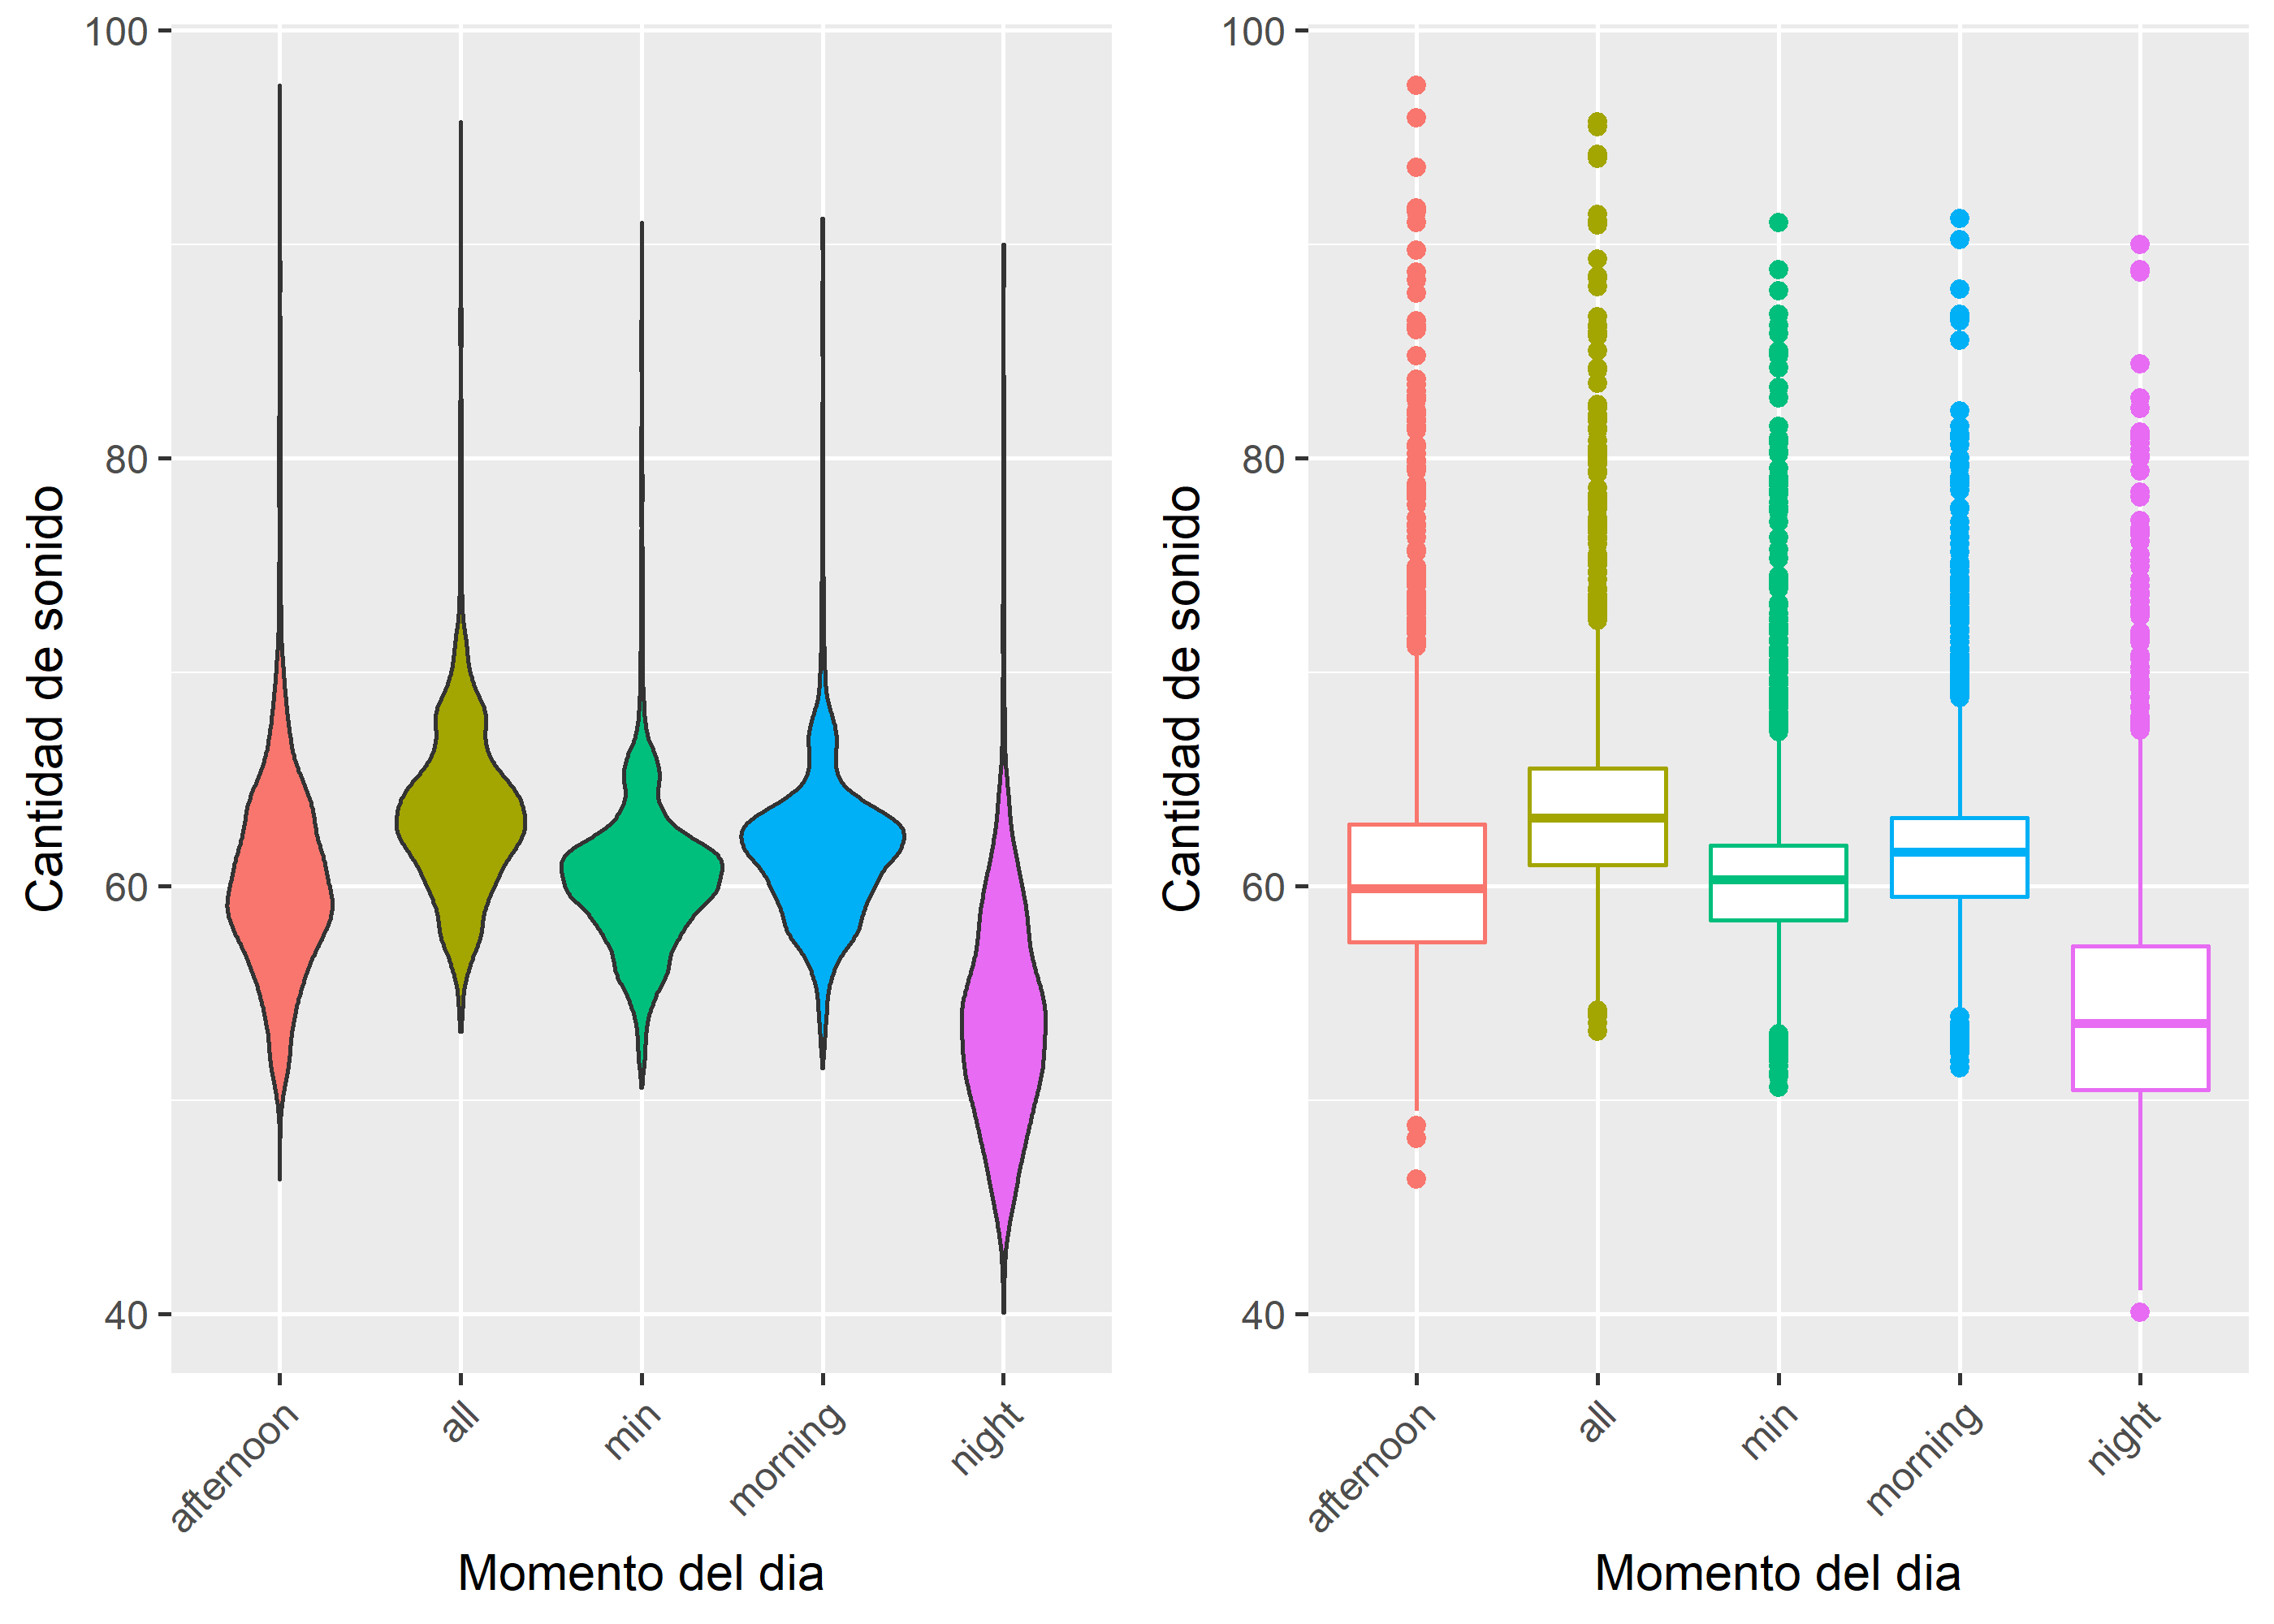 Cantidad de sonido
100
80
60
40
afternoon
all
min
morning
night
Momento del dia
Cantidad de sonido
100
80
60
40
afternoon
all
min
morning
night
Momento del dia